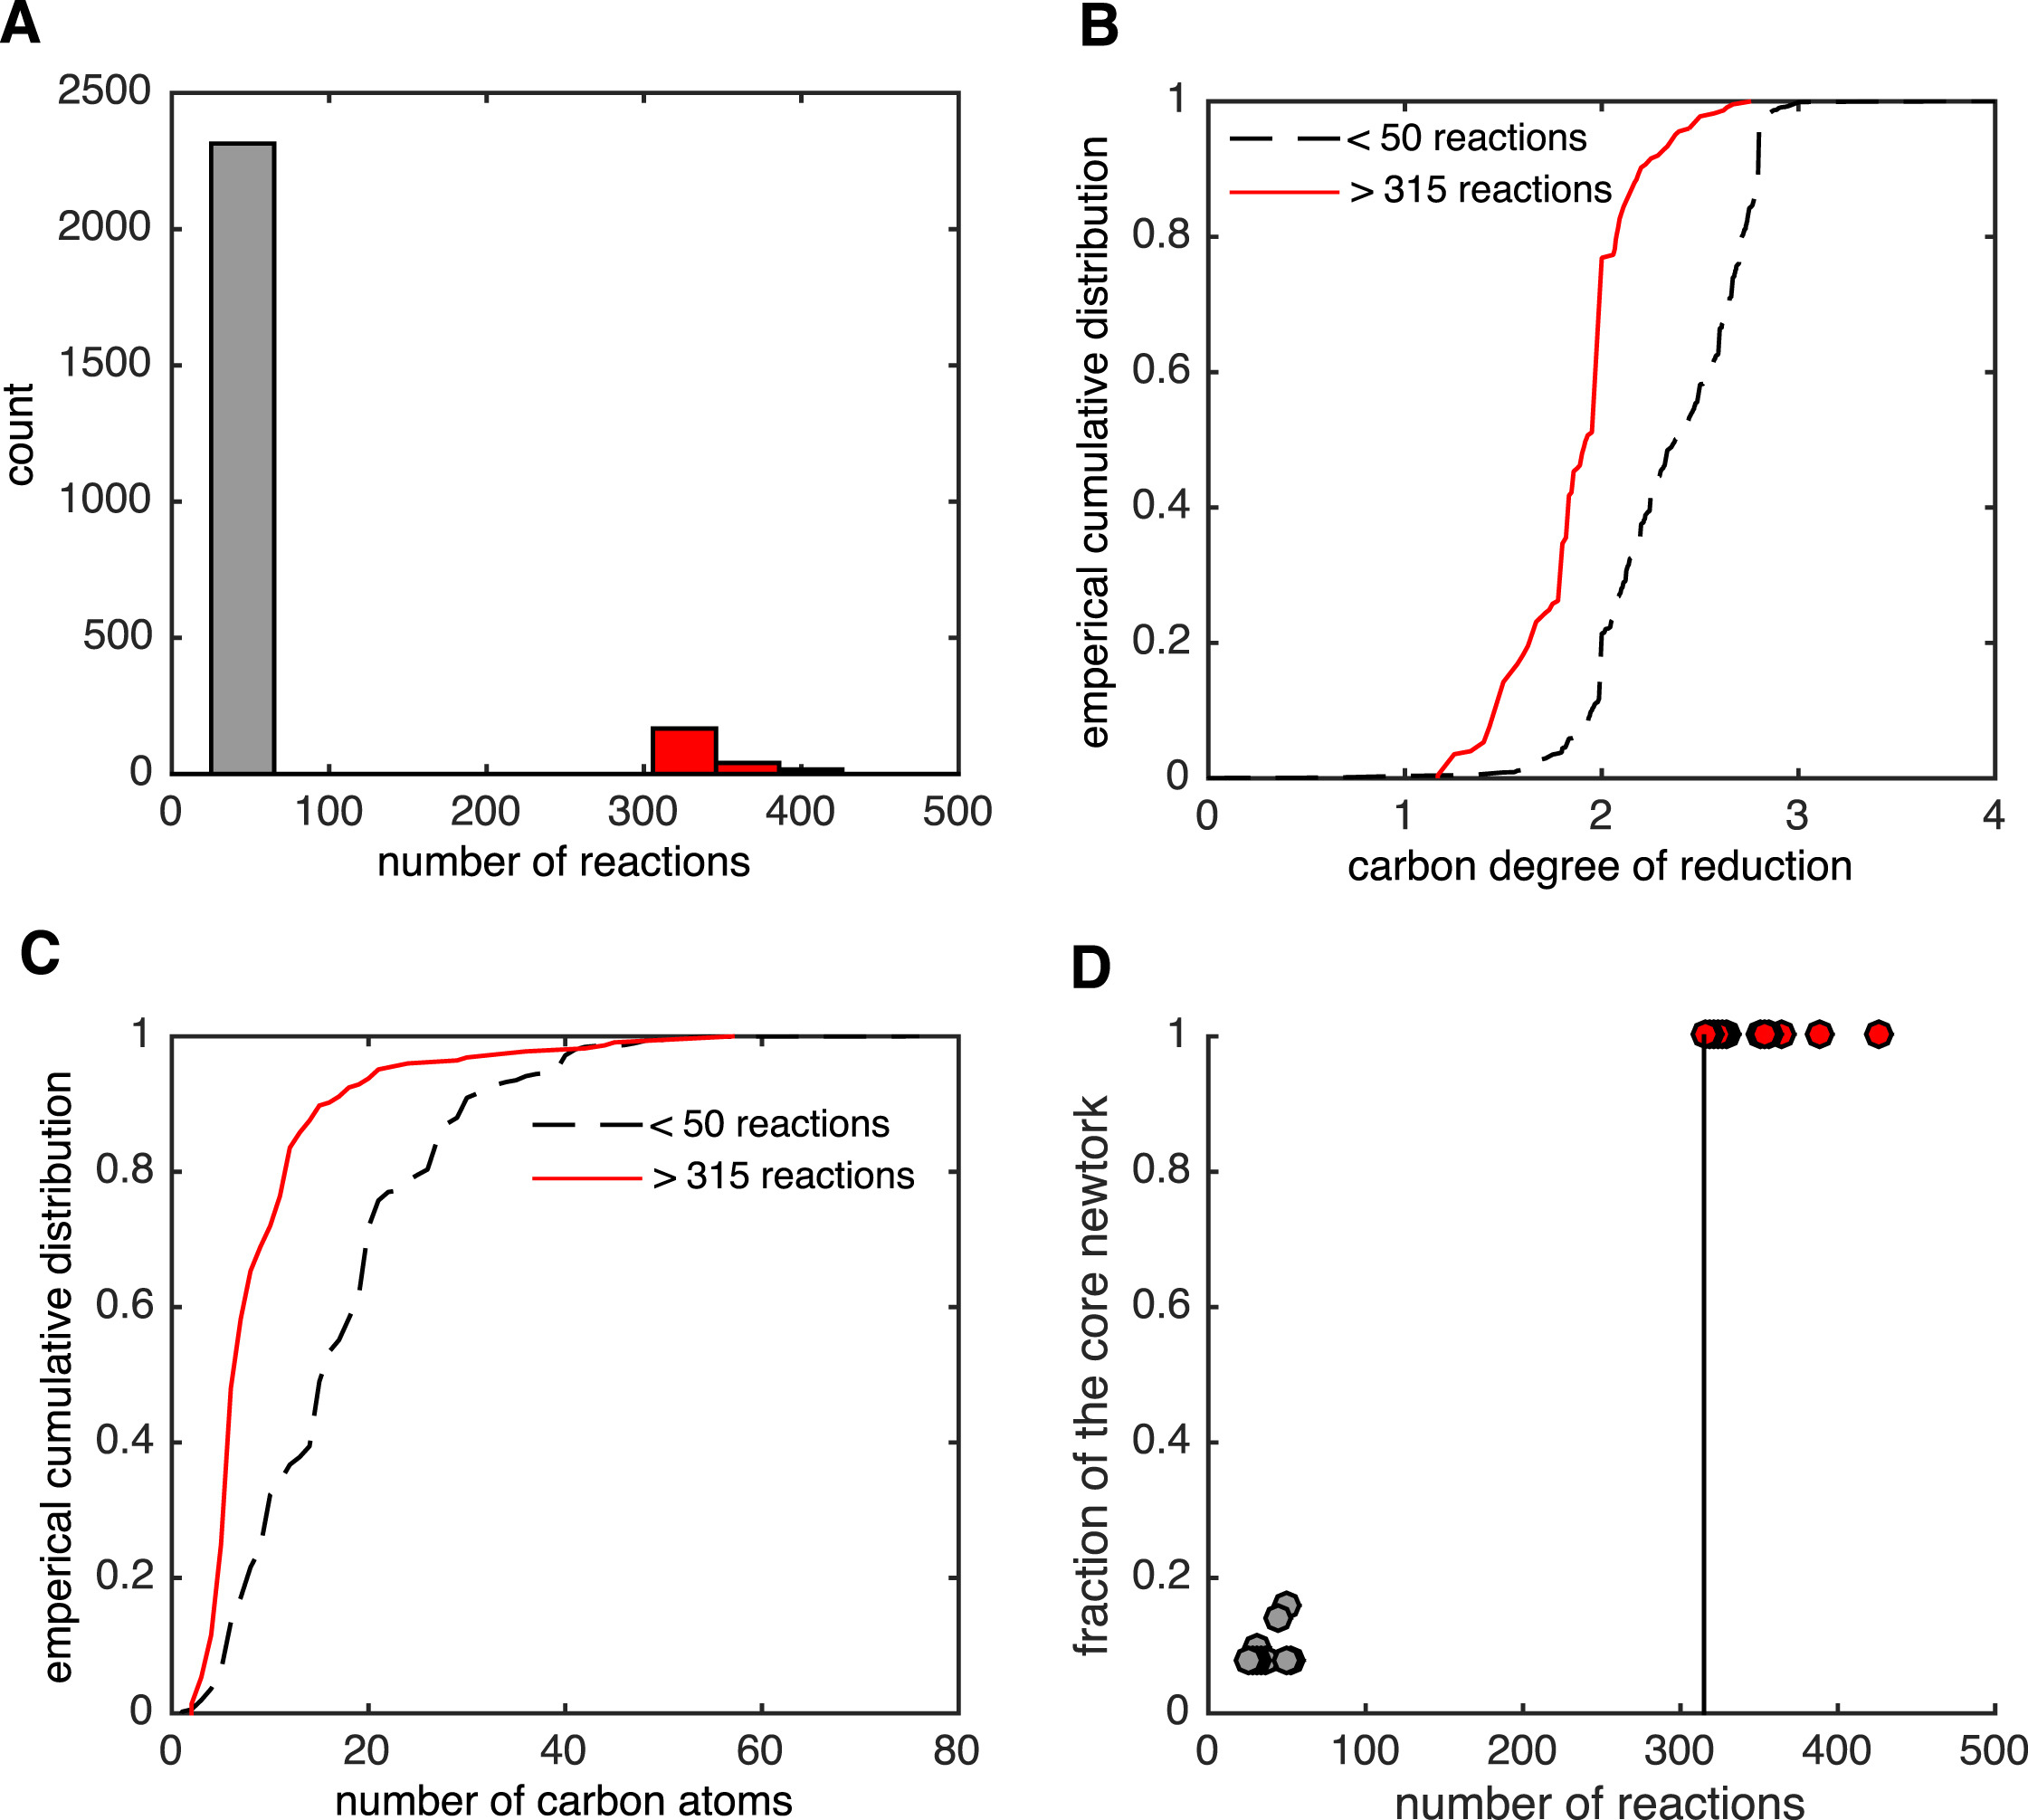 A
2500
2000
1500
1000
500
0
count
0 100 200 300 400 500
number of reactions
B
1
0.8
0.6
0.4
0.2
0
emperical cumulative distribution
< 50 reactions
> 315 reactions
0 1 2 3 4
carbon degree of reduction
C
1
0.8
0.6
0.4
0.2
0
emperical cumulative distribution
< 50 reactions
> 315 reactions
0 20 40 60 80
number of carbon atoms
D
1
0.8
0.6
0.4
0.2
0
fraction of the core newtork
0 100 200 300 400 500
number of reactions